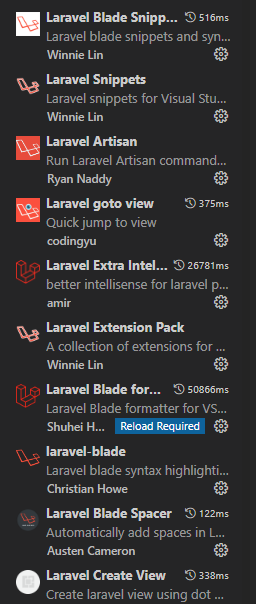 Laravel Blade Snipp... 516ms
Laravel blade snippets and syn...
Winnie Lin
Laravel Snippets
Laravel snippets for Visual Stu...
Winnie Lin
Laravel Artisan
Run Laravel Artisan command...
Ryan Naddy
Laravel goto view 375ms
Quick jump to view
codingyu
Laravel Extra Intel... 26781ms
better intellisense for laravel p...
amir
Laravel Extension Pack
A collection of extensions for ...
Winnie Lin
Laravel Blade for... 50866ms
Laravel Blade formatter for VS...
Shuhei H... Reload Required
laravel-blade
Laravel blade syntax highlighti...
Christian Howe
Laravel Blade Spacer 122ms
Automatically add spaces in L...
Austen Cameron
Laravel Create View 338ms
Create laravel view using dot ...